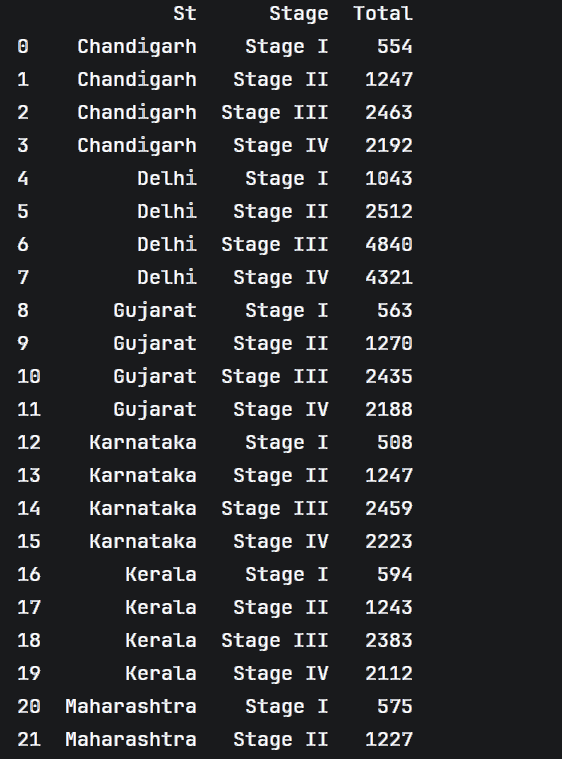 St Stage Total
0 Chandigarh Stage I 554
1 Chandigarh Stage II 1247
2 Chandigarh Stage III 2463
3 Chandigarh Stage IV 2192
4 Delhi Stage I 1043
5 Delhi Stage II 2512
6 Delhi Stage III 4840
7 Delhi Stage IV 4321
8 Gujarat Stage I 563
9 Gujarat Stage II 1270
10 Gujarat Stage III 2435
11 Gujarat Stage IV 2188
12 Karnataka Stage I 508
13 Karnataka Stage II 1247
14 Karnataka Stage III 2459
15 Karnataka Stage IV 2223
16 Kerala Stage I 594
17 Kerala Stage II 1243
18 Kerala Stage III 2383
19 Kerala Stage IV 2112
20 Maharashtra Stage I 575
21 Maharashtra Stage II 1227